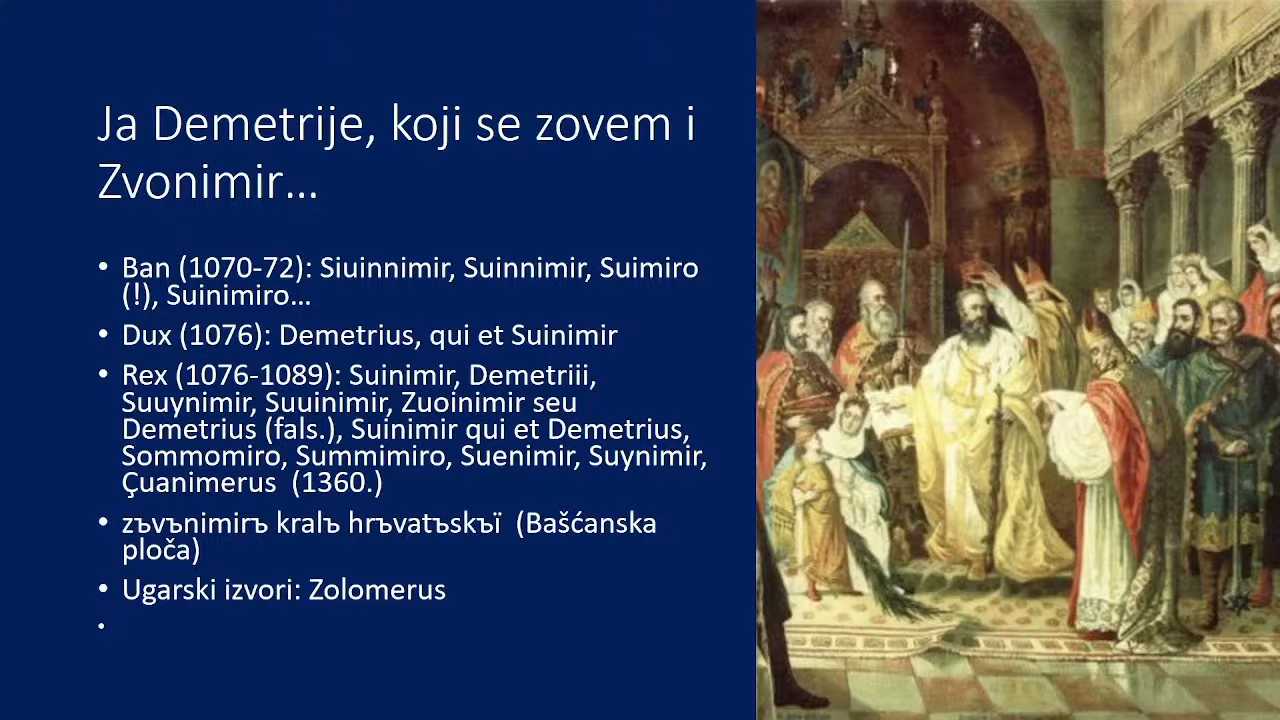 Ja Demetrije, koji se zovem i
Zvonimir...
• Ban (1070-72): Siuinnimir, Suinnimir, Suimiro
(!), Suinimiro...
• Dux (1076): Demetrius, qui et Suinimir
• Rex (1076-1089): Suinimir, Demetriii,
Suuynimir, Suuinimir, Zuoinimir seu
Demetrius (fals.), Suinimir qui et Demetrius,
Sommomiro, Summimiro, Suenimir, Suynimir,
Çuanimerus (1360.)
• zъvъnimirъ kralъ hrъvatъskъï (Bašćanska
ploča)
• Ugarski izvori: Zolomerus
•